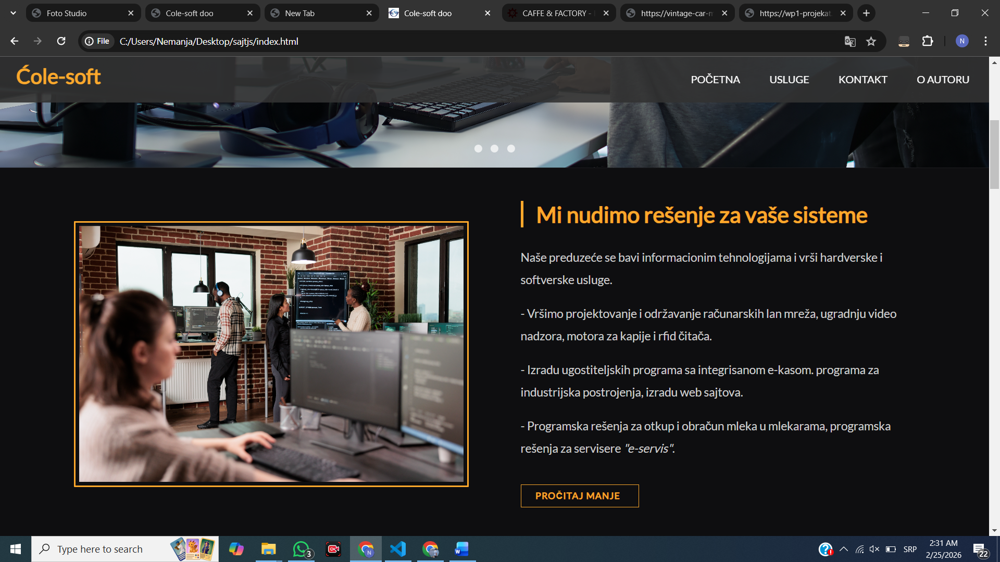 Foto Studio
Cole-soft doo
New Tab
Cole-soft doo
CAFFE & FACTORY -
https://vintage-car-m
https://wp1-projekat.
File
C:/Users/Nemanja/Desktop/sajtjs/index.html
N
Ćole-soft
POČETNA
USLUGE
KONTAKT
O AUTORU
Mi nudimo rešenje za vaše sisteme
Naše preduzeće se bavi informacionim tehnologijama i vrši hardverske i
softverske usluge.
- Vršimo projektovanje i održavanje računarskih lan mreža, ugradnju video
nadzora, motora za kapije i rfid čitača.
- Izradu ugostiteljskih programa sa integrisanom e-kasom. programa za
industrijska postrojenja, izradu web sajtova.
- Programska rešenja za otkup i obračun mleka u mlekarama, programska
rešenja za servisere "e-servis".
PROČITAJ MANJE
Type here to search
3
N
W
SRP
2:31 AM
2/25/2026
22